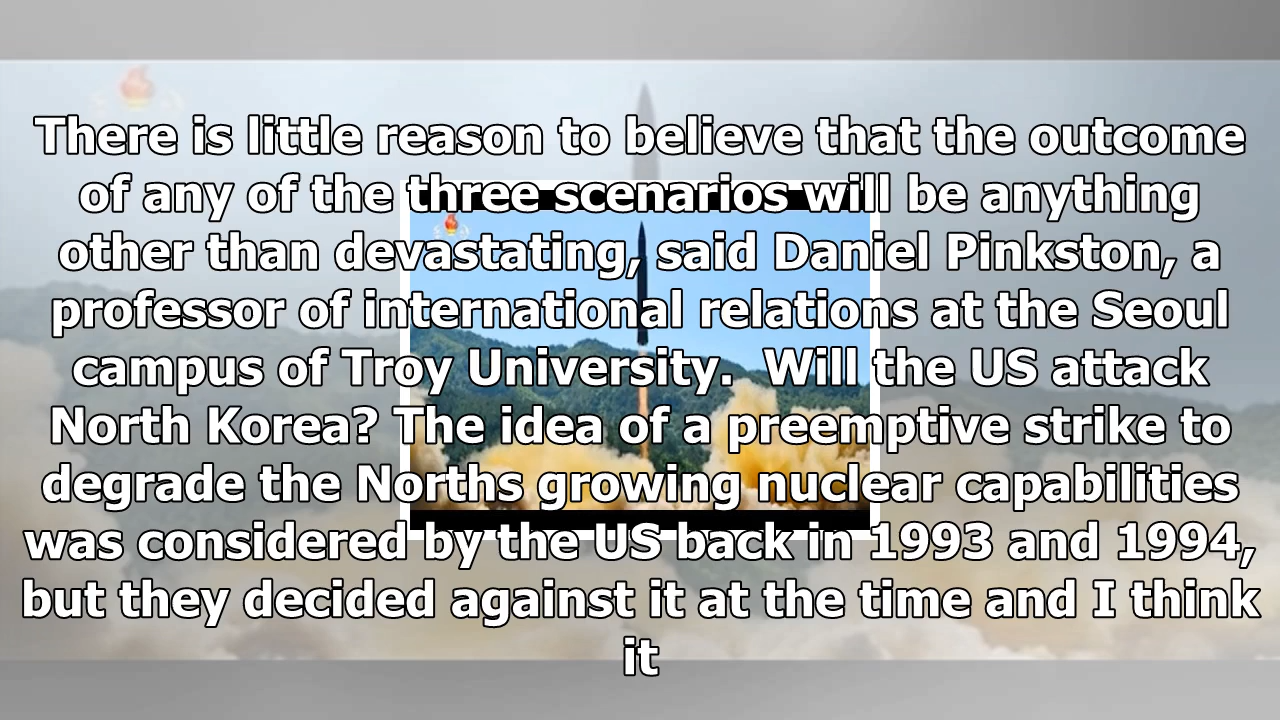 There is little reason to believe that the outcome
of any of the three scenarios will be anything
other than devastating, said Daniel Pinkston, a
professor of international relations at the Seoul
campus of Troy University.  Will the US attack
North Korea? The idea of a preemptive strike to
degrade the Norths growing nuclear capabilities
was considered by the US back in 1993 and 1994,
but they decided against it at the time and I think
it